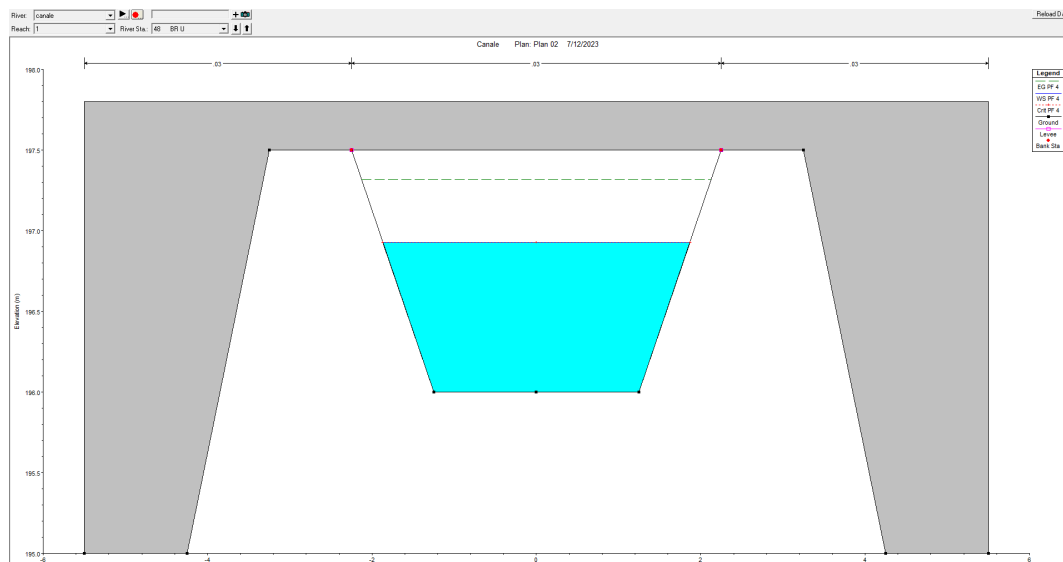 River: canale
Reload Da
Reach: 1 River Sta.: 48 BR U
Canale Plan: Plan 02 7/12/2023
.03 .03 .03
Legend
EG PF 4
WS PF 4
Crit PF 4
Ground
Levee
Bank Sta
Elevation (m)
198.0
197.5
197.0
196.5
196.0
195.5
195.0
-6 -4 -2 0 2 4 6